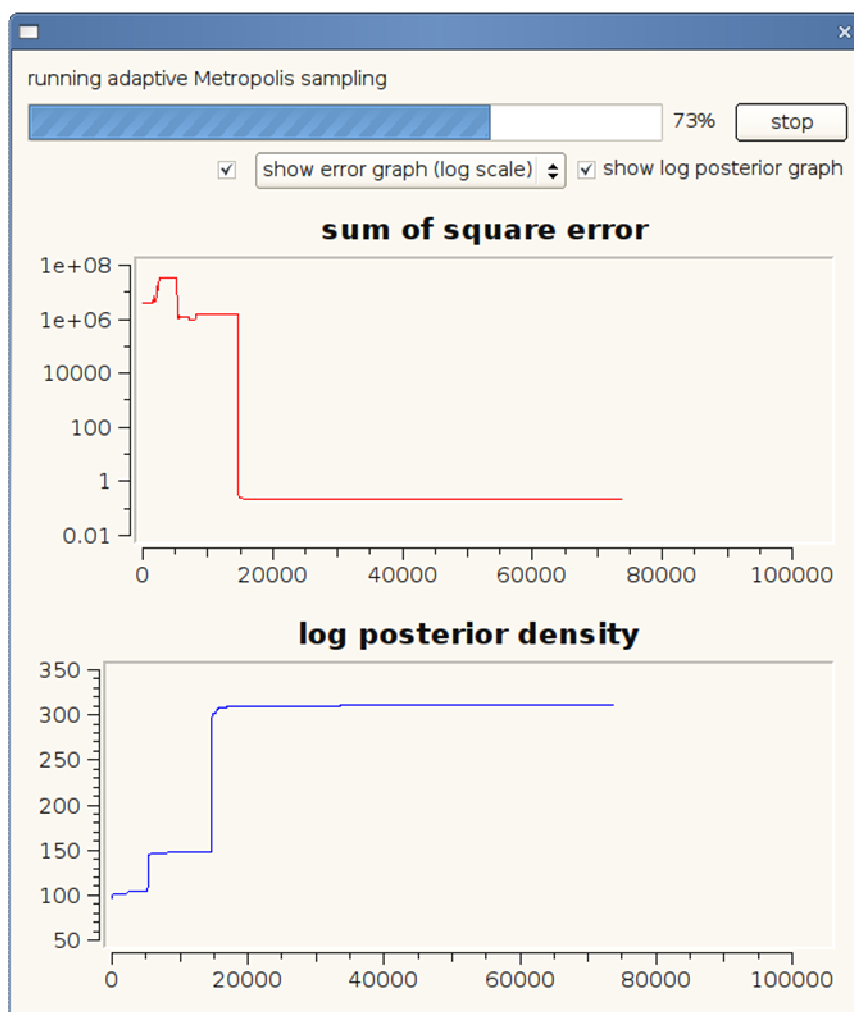 running adaptive Metropolis sampling
73% stop
show error graph (log scale) show log posterior graph
sum of square error
1e+08
1e+06
10000
100
1
0.01
0 20000 40000 60000 80000 100000
log posterior density
350
300
250
200
150
100
50
0 20000 40000 60000 80000 100000